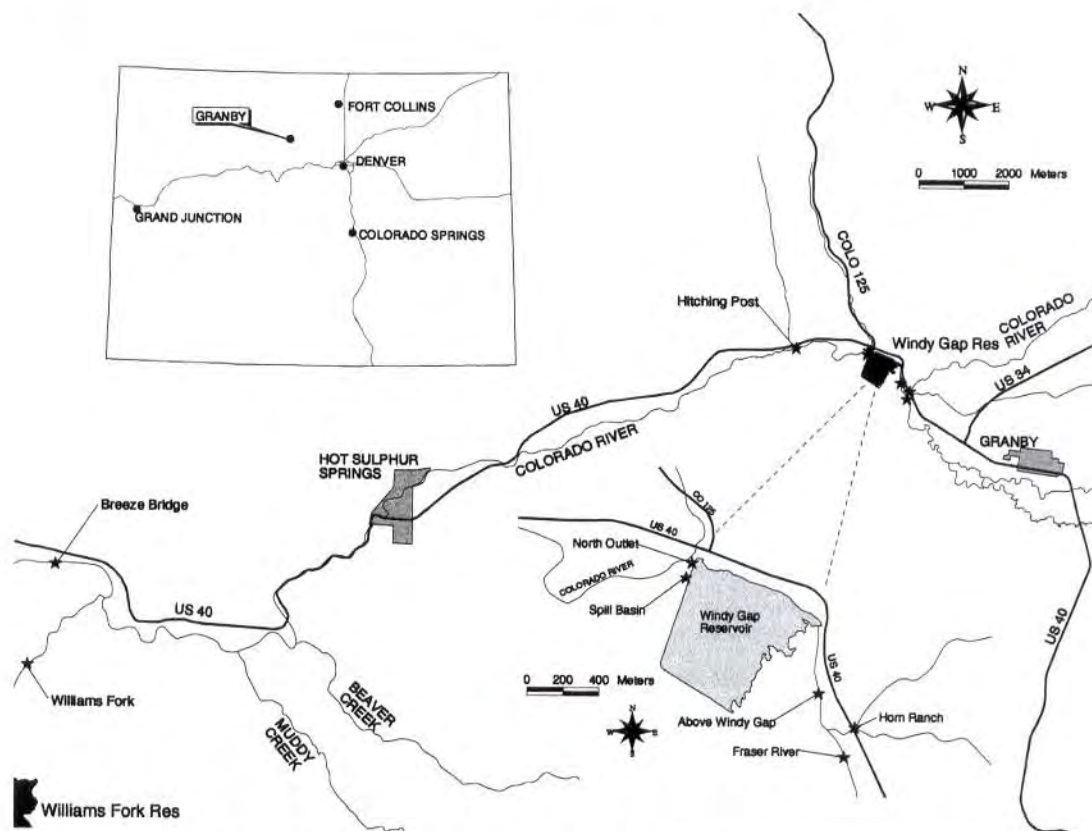 FORT COLLINS
GRANBY
DENVER
GRAND JUNCTION
COLORADO SPRINGS
N
W E
S
0 1000 2000 Meters
COLO 125
Hitching Post
Windy Gap Res
COLORADO
RIVER
US 34
US 40
COLORADO RIVER
GRANBY
HOT SULPHUR
SPRINGS
Breeze Bridge
CO 125
US 40
North Outlet
COLORADO RIVER
Spill Basin
Windy Gap
Reservoir
US 40
US 40
US 40
0 200 400 Meters
N
W E
S
Williams Fork
BEAVER
CREEK
MUDDY
CREEK
Above Windy Gap
Horn Ranch
Fraser River
Williams Fork Res